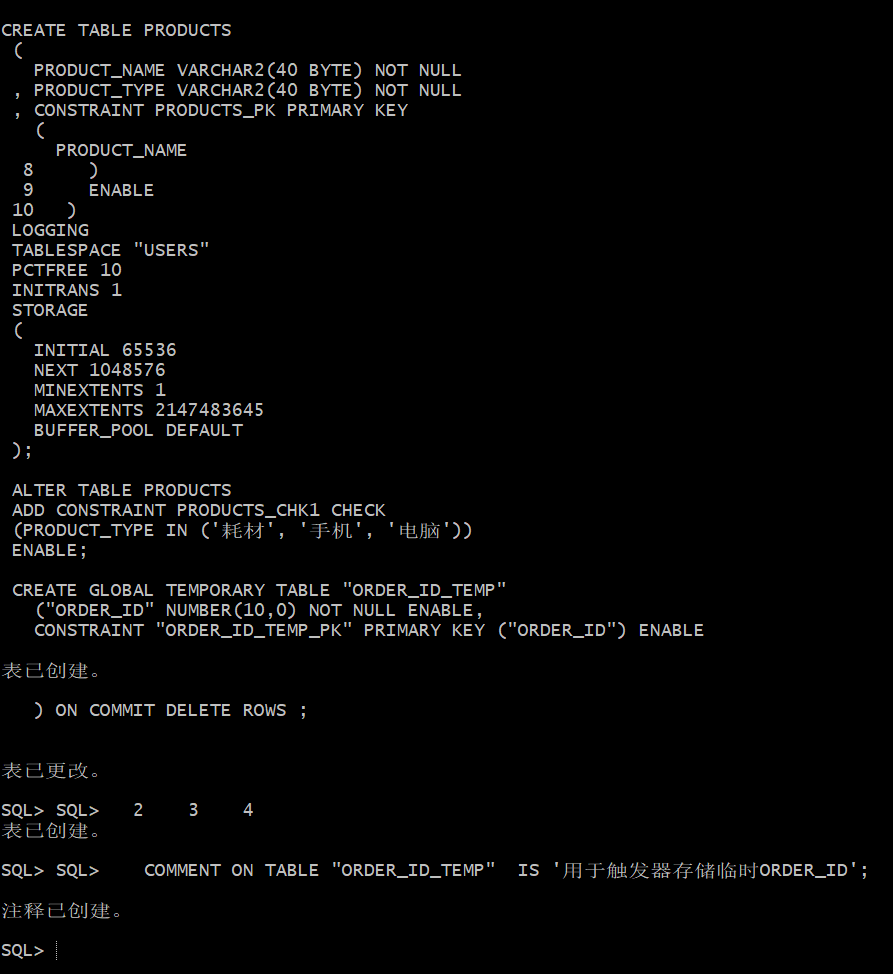 CREATE TABLE PRODUCTS
(
PRODUCT_NAME VARCHAR2(40 BYTE) NOT NULL
, PRODUCT_TYPE VARCHAR2(40 BYTE) NOT NULL
, CONSTRAINT PRODUCTS_PK PRIMARY KEY
(
PRODUCT_NAME
8 )
9 ENABLE
10 )
LOGGING
TABLESPACE "USERS"
PCTFREE 10
INITRANS 1
STORAGE
(
INITIAL 65536
NEXT 1048576
MINEXTENTS 1
MAXEXTENTS 2147483645
BUFFER_POOL DEFAULT
);
ALTER TABLE PRODUCTS
ADD CONSTRAINT PRODUCTS_CHK1 CHECK
(PRODUCT_TYPE IN ('耗材', '手机', '电脑'))
ENABLE;
CREATE GLOBAL TEMPORARY TABLE "ORDER_ID_TEMP"
("ORDER_ID" NUMBER(10,0) NOT NULL ENABLE,
CONSTRAINT "ORDER_ID_TEMP_PK" PRIMARY KEY ("ORDER_ID") ENABLE
表已创建。
) ON COMMIT DELETE ROWS ;
表已更改。
SQL> SQL> 2 3 4
表已创建。
SQL> SQL> COMMENT ON TABLE "ORDER_ID_TEMP" IS '用于触发器存储临时ORDER_ID';
注释已创建。
SQL>